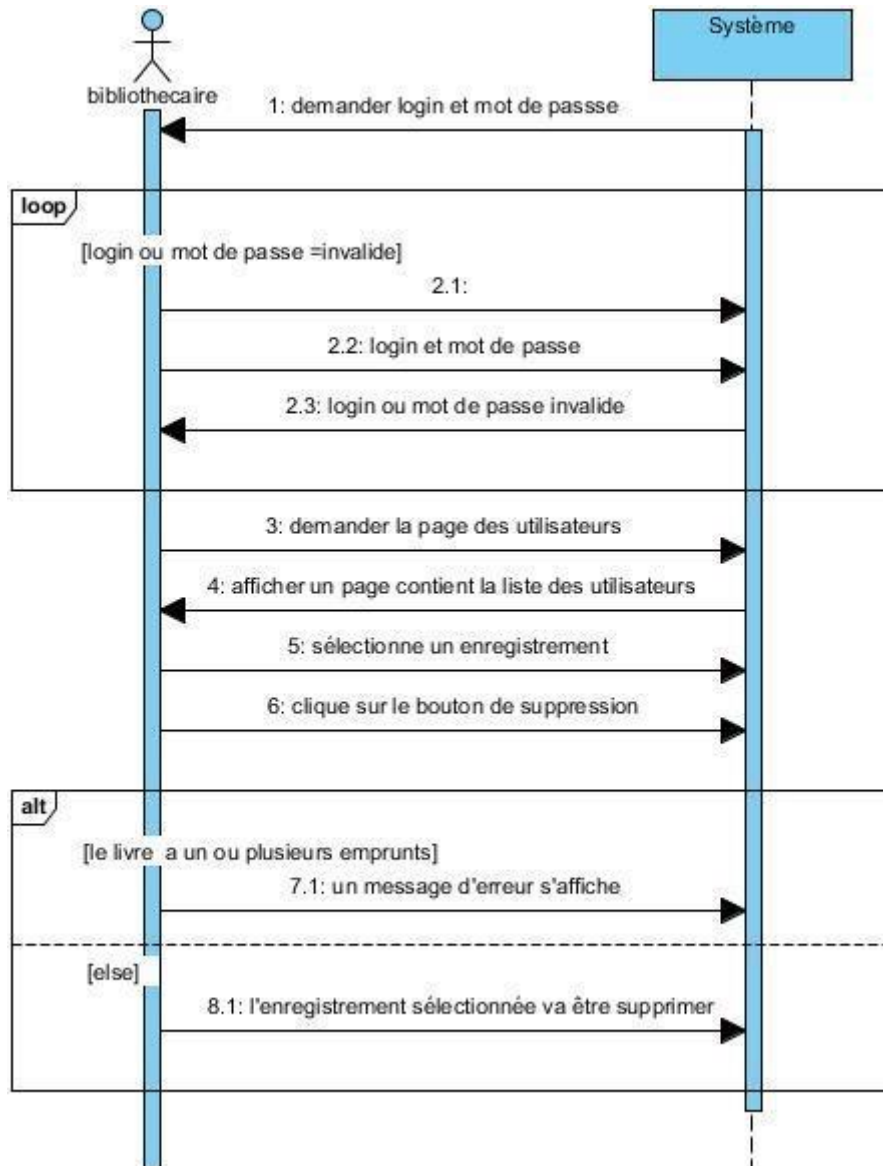 Système
bibliothecaire
1: demander login et mot de passse
loop
[login ou mot de passe =invalide]
2.1:
2.2: login et mot de passe
2.3: login ou mot de passe invalide
3: demander la page des utilisateurs
4: afficher un page contient la liste des utilisateurs
5: sélectionne un enregistrement
6: clique sur le bouton de suppression
alt
[le livre a un ou plusieurs emprunts]
7.1: un message d'erreur s'affiche
[else]
8.1: l'enregistrement sélectionnée va être supprimer